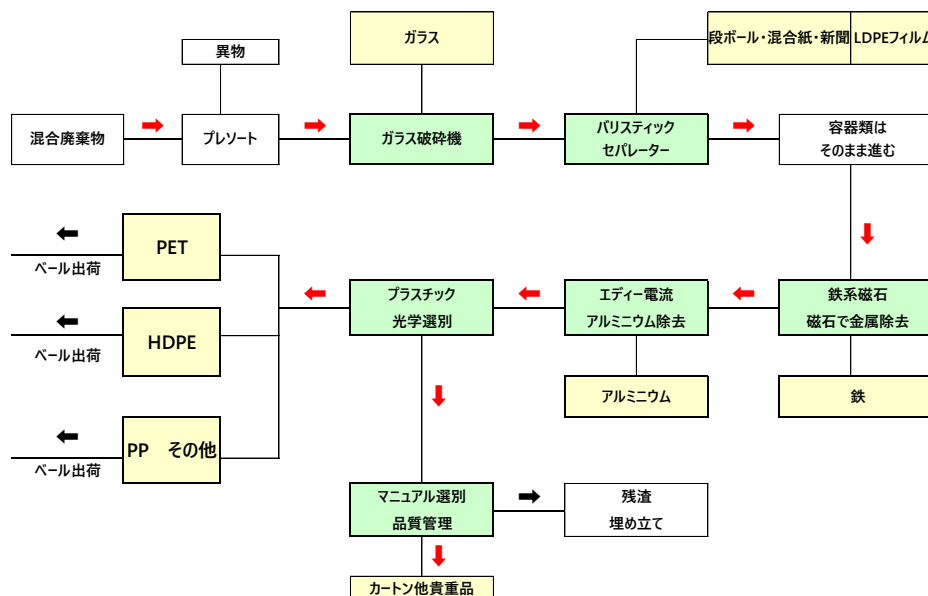 異物
ガラス
段ボール・混合紙・新聞
LDPEフィルム
混合廃棄物
プレソート
ガラス破砕機
バリスティック
セパレーター
容器類は
そのまま進む
PET
ベール出荷
プラスチック
光学選別
エディー電流
アルミニウム除去
鉄系磁石
磁石で金属除去
HDPE
ベール出荷
アルミニウム
鉄
PP　その他
ベール出荷
マニュアル選別
品質管理
残渣
埋め立て
カートン他貴重品